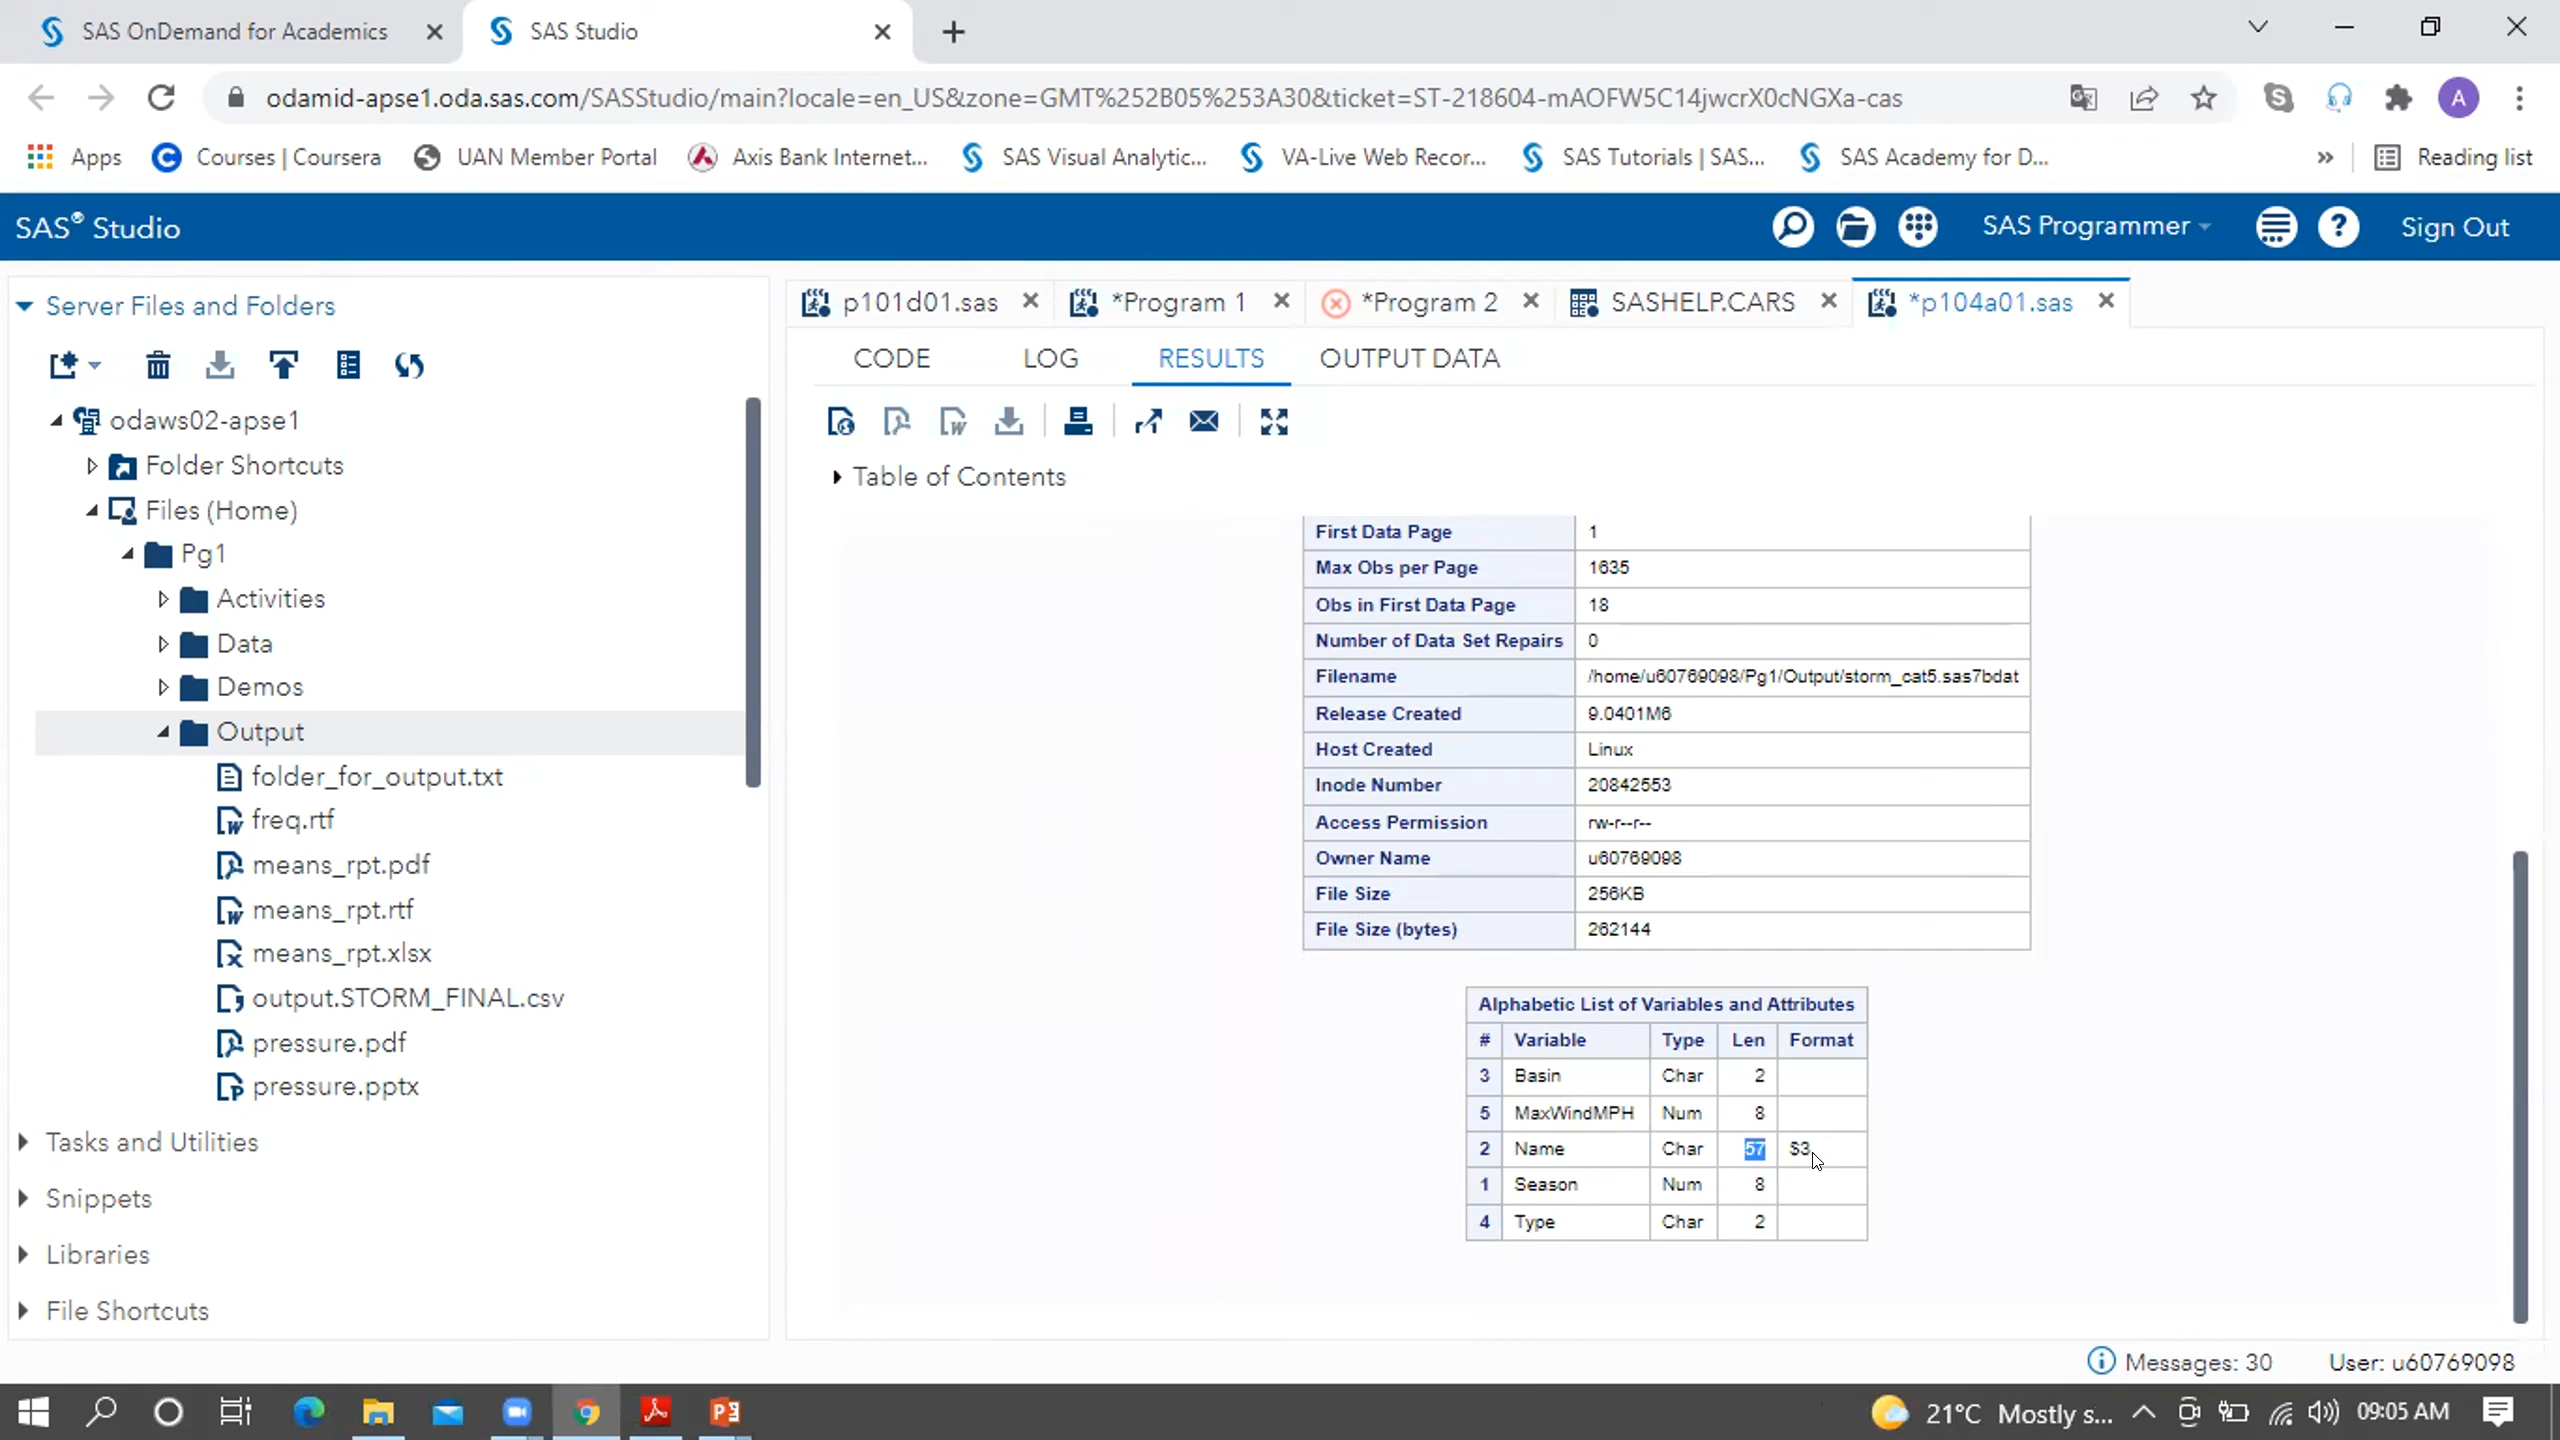 SAS OnDemand for Academics
SAS Studio
odamid-apse1.oda.sas.com/SASStudio/main?locale=en_US&zone=GMT%252B05%253A30&ticket=ST-218604-mAOFW5C14jwcrX0cNGXa-cas
A
Apps
Courses | Coursera
UAN Member Portal
Axis Bank Internet...
SAS Visual Analytic...
VA-Live Web Recor...
SAS Tutorials | SAS...
SAS Academy for D...
»
Reading list
SAS® Studio
SAS Programmer
Sign Out
Server Files and Folders
odaws02-apse1
Folder Shortcuts
Files (Home)
Pg1
Activities
Data
Demos
Output
folder_for_output.txt
freq.rtf
means_rpt.pdf
means_rpt.rtf
means_rpt.xlsx
output.STORM_FINAL.csv
pressure.pdf
pressure.pptx
Tasks and Utilities
Snippets
Libraries
File Shortcuts
p101d01.sas
*Program 1
*Program 2
SASHELP.CARS
*p104a01.sas
CODE LOG RESULTS OUTPUT DATA
Table of Contents
First Data Page 1
Max Obs per Page 1635
Obs in First Data Page 18
Number of Data Set Repairs 0
Filename /home/u60769098/Pg1/Output/storm_cat5.sas7bdat
Release Created 9.0401M6
Host Created Linux
Inode Number 20842553
Access Permission rw-r--r--
Owner Name u60769098
File Size 256KB
File Size (bytes) 262144
Alphabetic List of Variables and Attributes
# Variable Type Len Format
3 Basin Char 2
5 MaxWindMPH Num 8
2 Name Char 57 $3.
1 Season Num 8
4 Type Char 2
Messages: 30
User: u60769098
21°C Mostly s...
09:05 AM